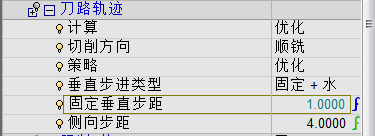 刀路轨迹
计算 优化
切削方向 顺铣
策略 优化
垂直步进类型 固定 + 水
固定垂直步距 1.0000 f
侧向步距 4.0000 f